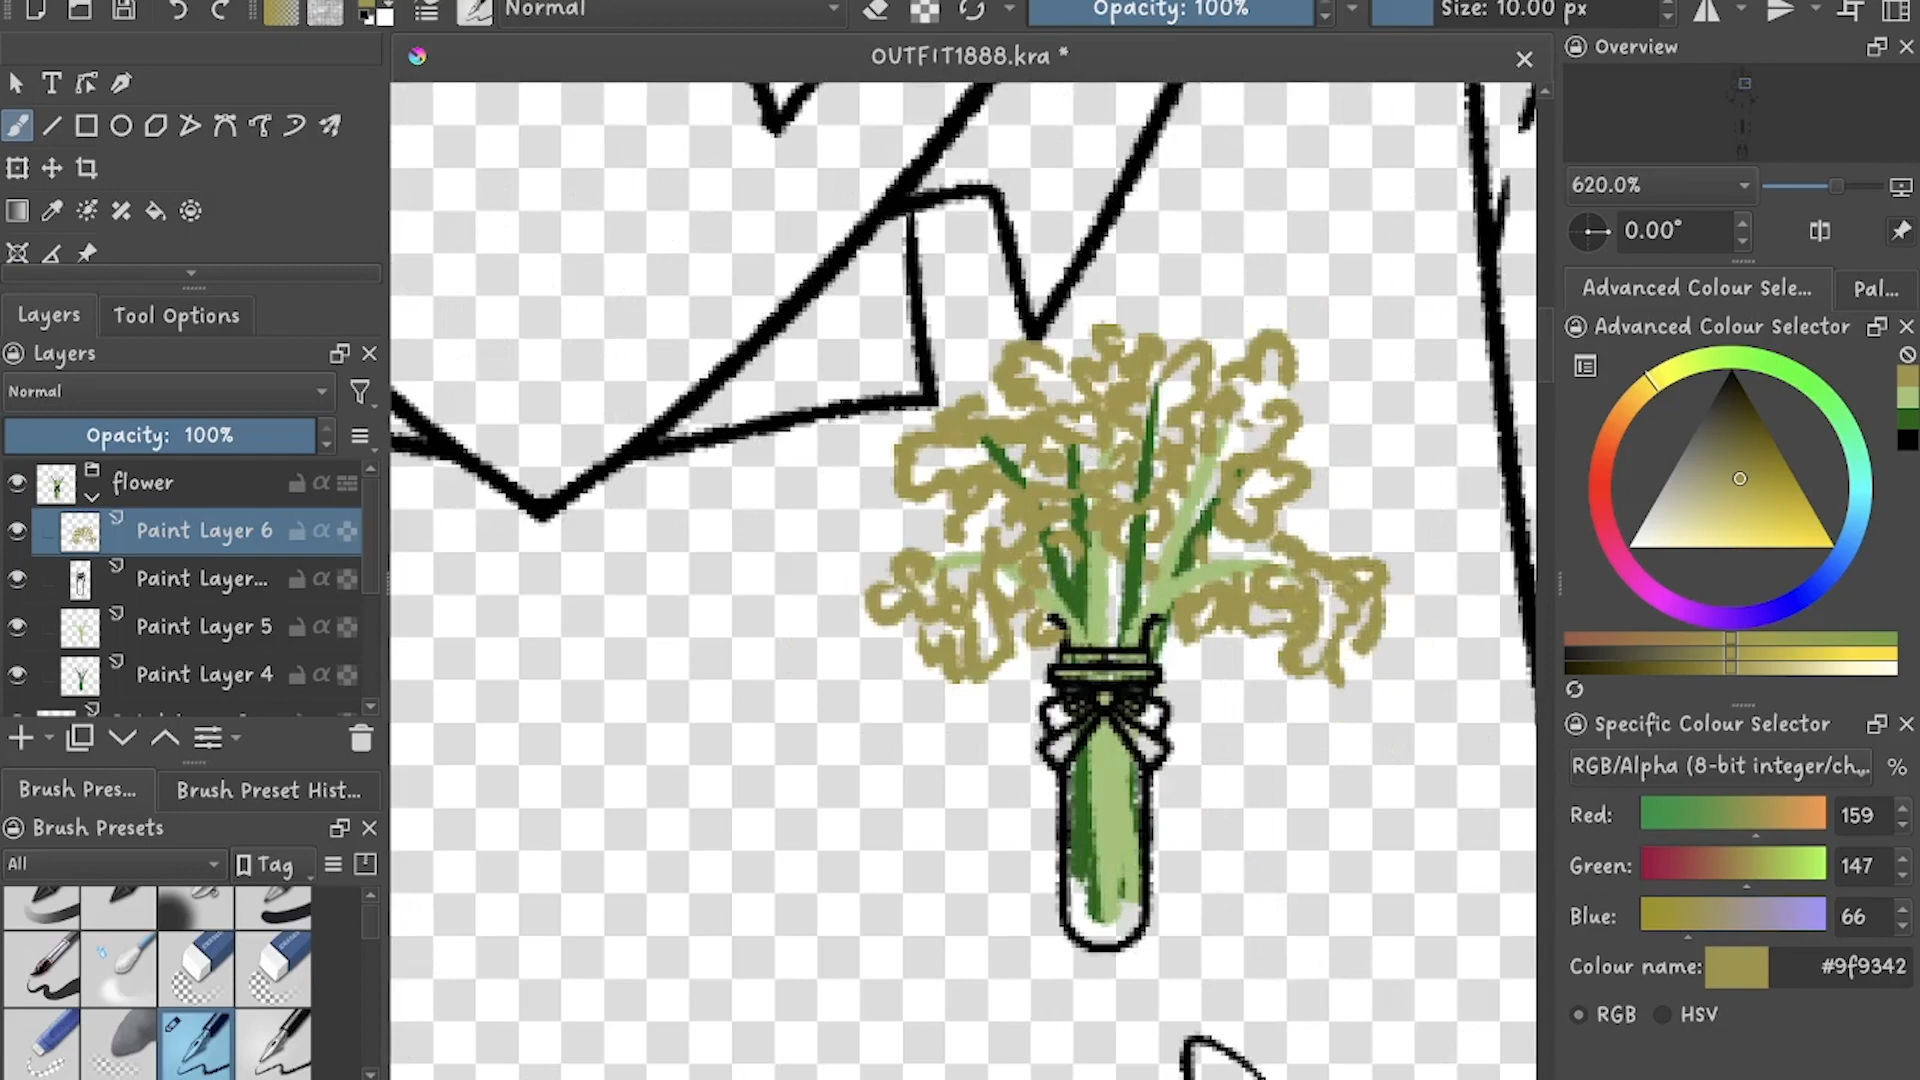 Normal
Opacity: 100%
Size: 10.00 px
OUTFIT1888.kra *
Overview
620.0%
0.00°
Advanced Colour Sele...
Pal...
Advanced Colour Selector
Specific Colour Selector
RGB/Alpha (8-bit integer/ch...
%
Red:
159
Green:
147
Blue:
66
Colour name:
#9f9342
RGB
HSV
T
Layers
Tool Options
Layers
Normal
Opacity: 100%
flower
α
Paint Layer 6
α
Paint Layer...
α
Paint Layer 5
α
Paint Layer 4
α
Brush Pres...
Brush Preset Hist...
Brush Presets
All
Tag